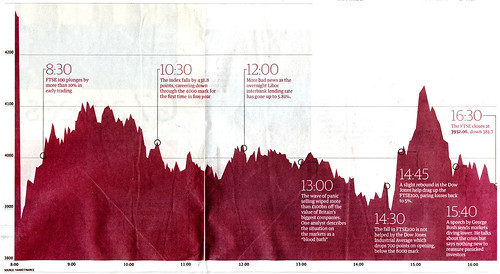 4200
4100
4000
3900
3800
8:30
FTSE 100 plunges by
more than 10% in
early trading
10:30
The index falls by 438.8
points, careering down
through the 4000 mark for
the first time in five year
12:00
More bad news as the
overnight Libor
interbank lending rate
has gone up to 5.81%.
13:00
The wave of panic
selling wiped more
than £100bn off the
value of Britain's
biggest companies.
One analyst describes
the situation on
the markets as a
"blood bath"
14:30
The fall in FTSE100 is not
helped by the Dow Jones
Industrial Average which
drops 700 points on opening,
below the 8000 mark
14:45
A slight rebound in the Dow
Jones help drag up the
FTSE100, paring losses back
to 5%.
15:40
A speech by George
Bush sends markets
diving lower. He talks
about the crisis but
says nothing new to
reassure panicked
investors
16:30
The FTSE closes at
3932.06, down 381.7
8:00
9:00
10:00
11:00
12:00
13:00
14:00
15:00
16:00
SOURCE: YAHOO FINANCE